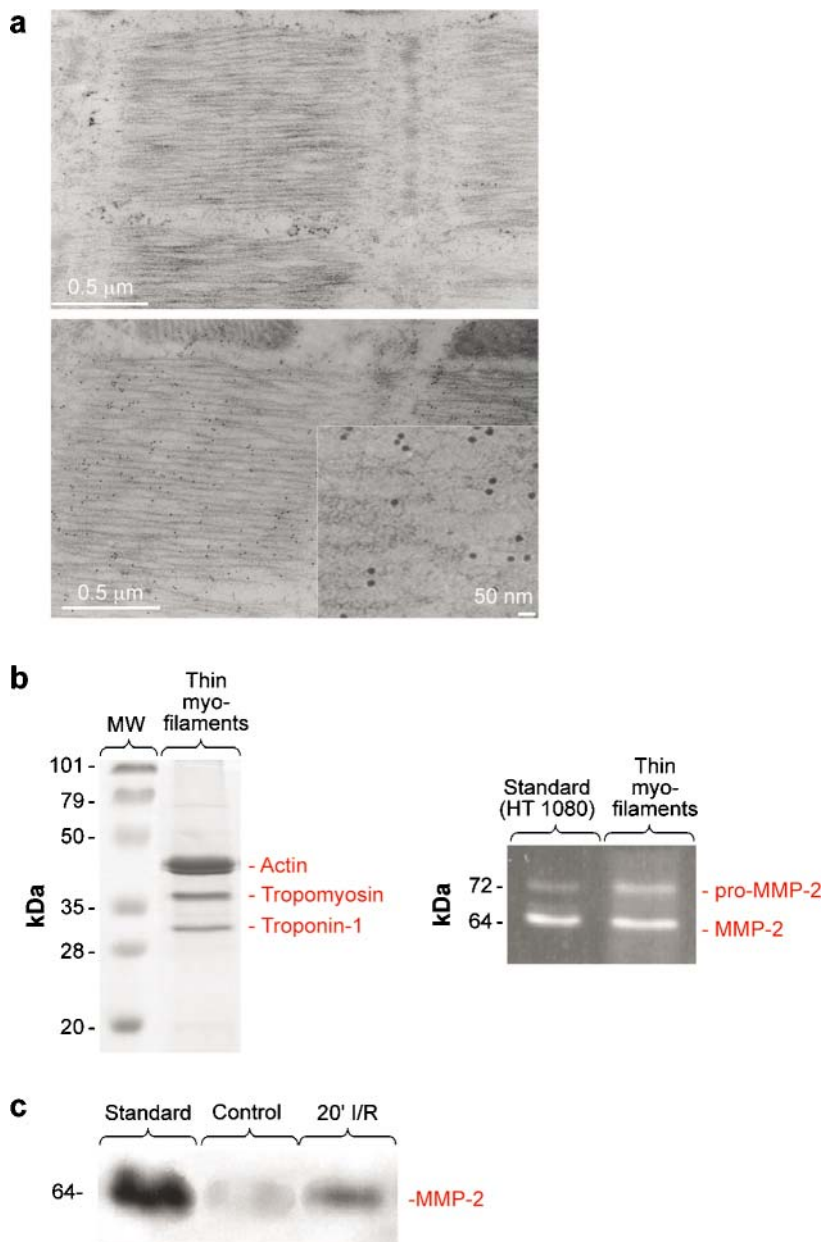 a
0.5 μm
0.5 μm
50 nm
b
MW
Thin
myo-
filaments
101 -
79 -
50 -
35 -
28 -
20 -
kDa
- Actin
- Tropomyosin
- Troponin-1
Standard
(HT 1080)
Thin
myo-
filaments
72 -
64 -
kDa
- pro-MMP-2
- MMP-2
c
Standard
Control
20' I/R
64-
-MMP-2